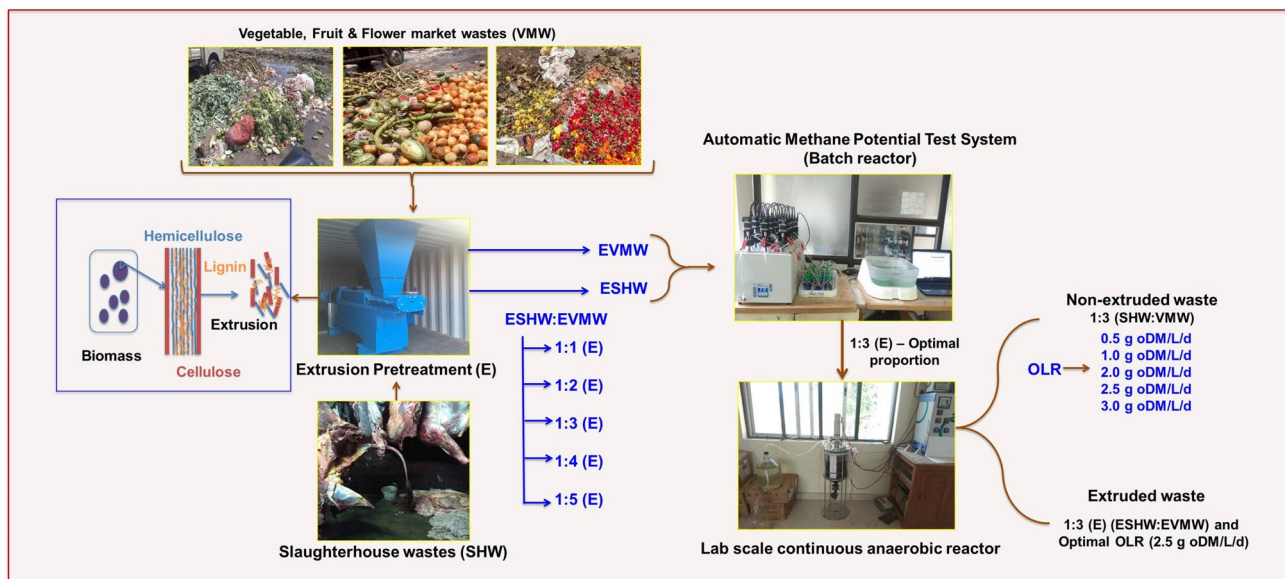 Vegetable, Fruit & Flower market wastes (VMW)
Hemicellulose
Lignin
Extrusion
Biomass
Cellulose
Extrusion Pretreatment (E)
Slaughterhouse wastes (SHW)
EVMW
ESHW
ESHW:EVMW
1:1 (E)
1:2 (E)
1:3 (E)
1:4 (E)
1:5 (E)
Automatic Methane Potential Test System
(Batch reactor)
1:3 (E) – Optimal
proportion
Lab scale continuous anaerobic reactor
Non-extruded waste
1:3 (SHW:VMW)
OLR
0.5 g oDM/L/d
1.0 g oDM/L/d
2.0 g oDM/L/d
2.5 g oDM/L/d
3.0 g oDM/L/d
Extruded waste
1:3 (E) (ESHW:EVMW) and
Optimal OLR (2.5 g oDM/L/d)